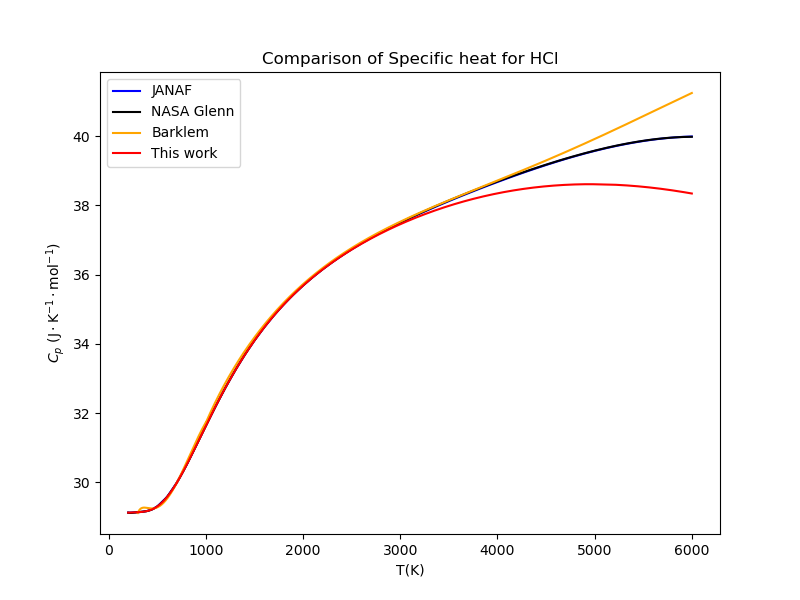 Comparison of Specific heat for HCl
JANAF
NASA Glenn
Barklem
This work
40
38
36
34
32
30
$C_p$ (J · K$^{-1}$ · mol$^{-1}$)
0 1000 2000 3000 4000 5000 6000
T(K)